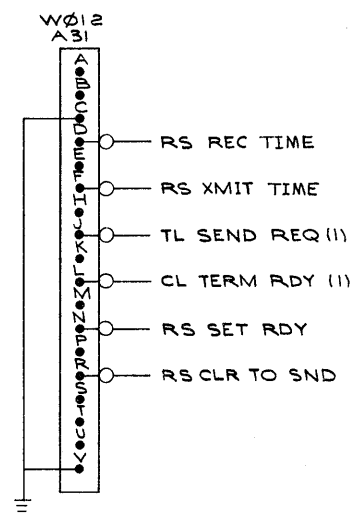 WØ12
A31
A
B
C
D
RS REC TIME
E
F
RS XMIT TIME
H
J
TL SEND REQ (1)
K
L
CL TERM RDY (1)
M
N
RS SET RDY
P
R
RS CLR TO SND
S
T
U
V